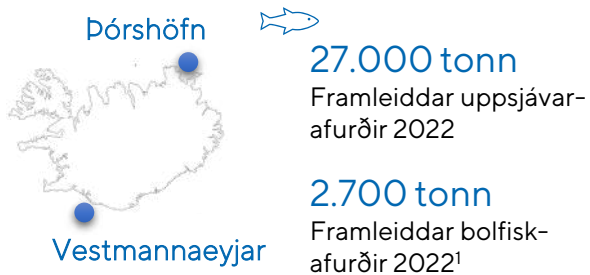 Þórshöfn
27.000 tonn
Framleiddar uppsjávar-
afurðir 2022
2.700 tonn
Framleiddar bolfisk-
afurðir 2022¹
Vestmannaeyjar